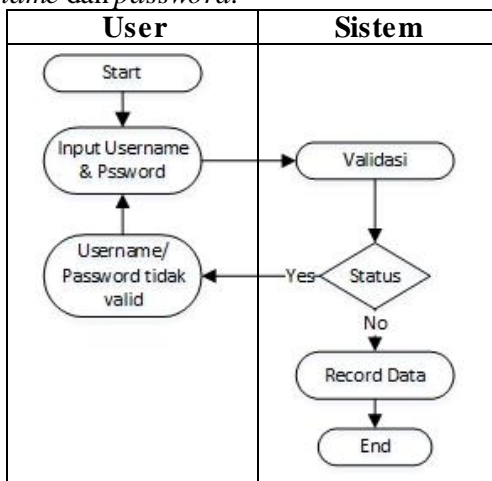 name dan password.
User
Sistem
Start
Input Username
& Pssword
Validasi
Username/
Password tidak
valid
Yes
Status
No
Record Data
End